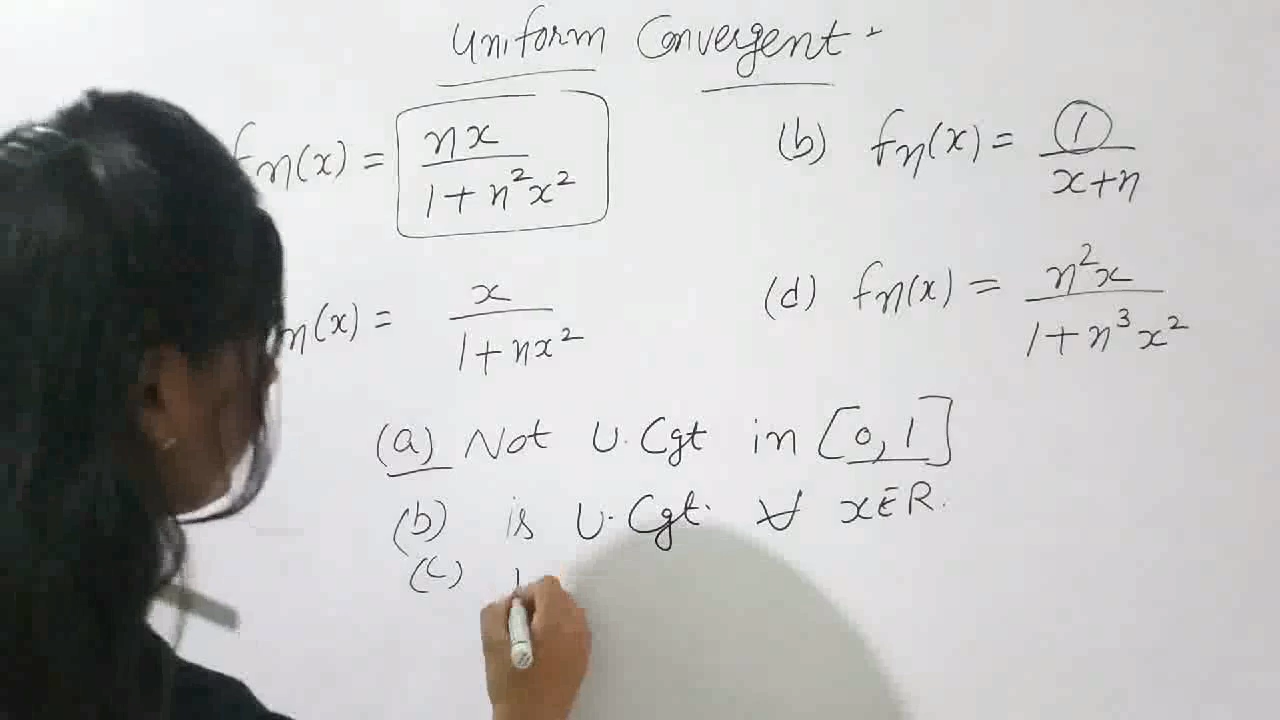 Uniform Convergent
fn(x) = nx / 1+n²x² (b) fn(x) = 1 / x+n
n(x) = x / 1+nx² (d) fn(x) = n²x / 1+n³x²
(a) Not U.Cgt in [0,1]
(b) is U.Cgt. ∀ x∈R.
(c)